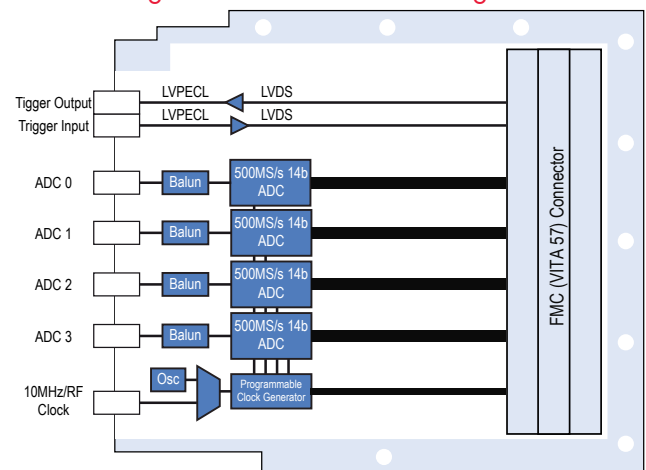 Tigger Output
LVPECL
LVDS
Trigger Input
LVPECL
LVDS
ADC 0
Balun
500MS/s 14b
ADC
ADC 1
Balun
500MS/s 14b
ADC
ADC 2
Balun
500MS/s 14b
ADC
ADC 3
Balun
500MS/s 14b
ADC
10MHz/RF
Clock
Osc
Programmable
Clock Generator
FMC (VITA 57) Connector